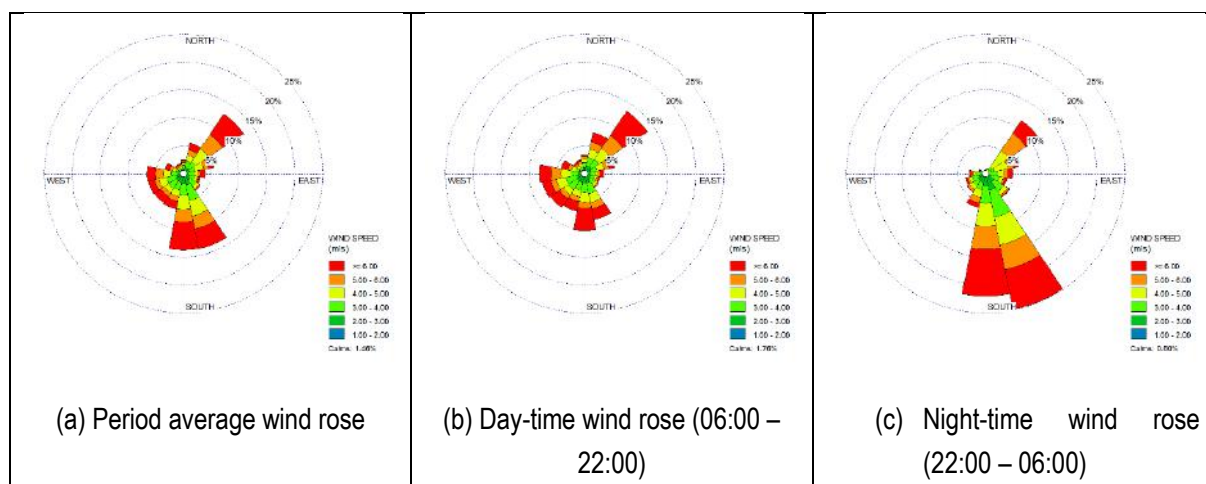 NORTH
25%
20%
15%
10%
5%
WEST
EAST
SOUTH
WIND SPEED
(m/s)
>= 6.00
5.00 - 6.00
4.00 - 5.00
3.00 - 4.00
2.00 - 3.00
1.00 - 2.00
Calms: 1.46%
(a) Period average wind rose
NORTH
25%
20%
15%
10%
5%
WEST
EAST
SOUTH
WIND SPEED
(m/s)
>= 6.00
5.00 - 6.00
4.00 - 5.00
3.00 - 4.00
2.00 - 3.00
1.00 - 2.00
Calms: 1.76%
(b) Day-time wind rose (06:00 –
22:00)
NORTH
25%
20%
15%
10%
5%
WEST
EAST
SOUTH
WIND SPEED
(m/s)
>= 6.00
5.00 - 6.00
4.00 - 5.00
3.00 - 4.00
2.00 - 3.00
1.00 - 2.00
(c) Night-time wind rose
(22:00 – 06:00)